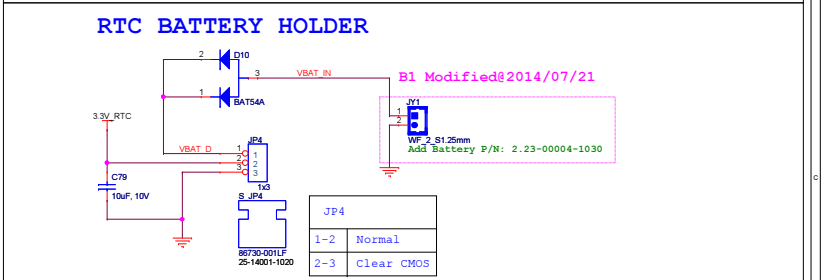 RTC BATTERY HOLDER
2
D10
3
VBAT_IN
B1 Modified@2014/07/21
1
BAT54A
JY1
1
2
3.3V_RTC
WF_2_S1.25mm
Add Battery P/N: 2.23-00004-1030
VBAT_D
JP4
1
2
3
1
2
3
C79
1x3
10uF, 10V
S_JP4
JP4
1-2 Normal
86730-001LF
25-14001-1020
2-3 Clear CMOS
C